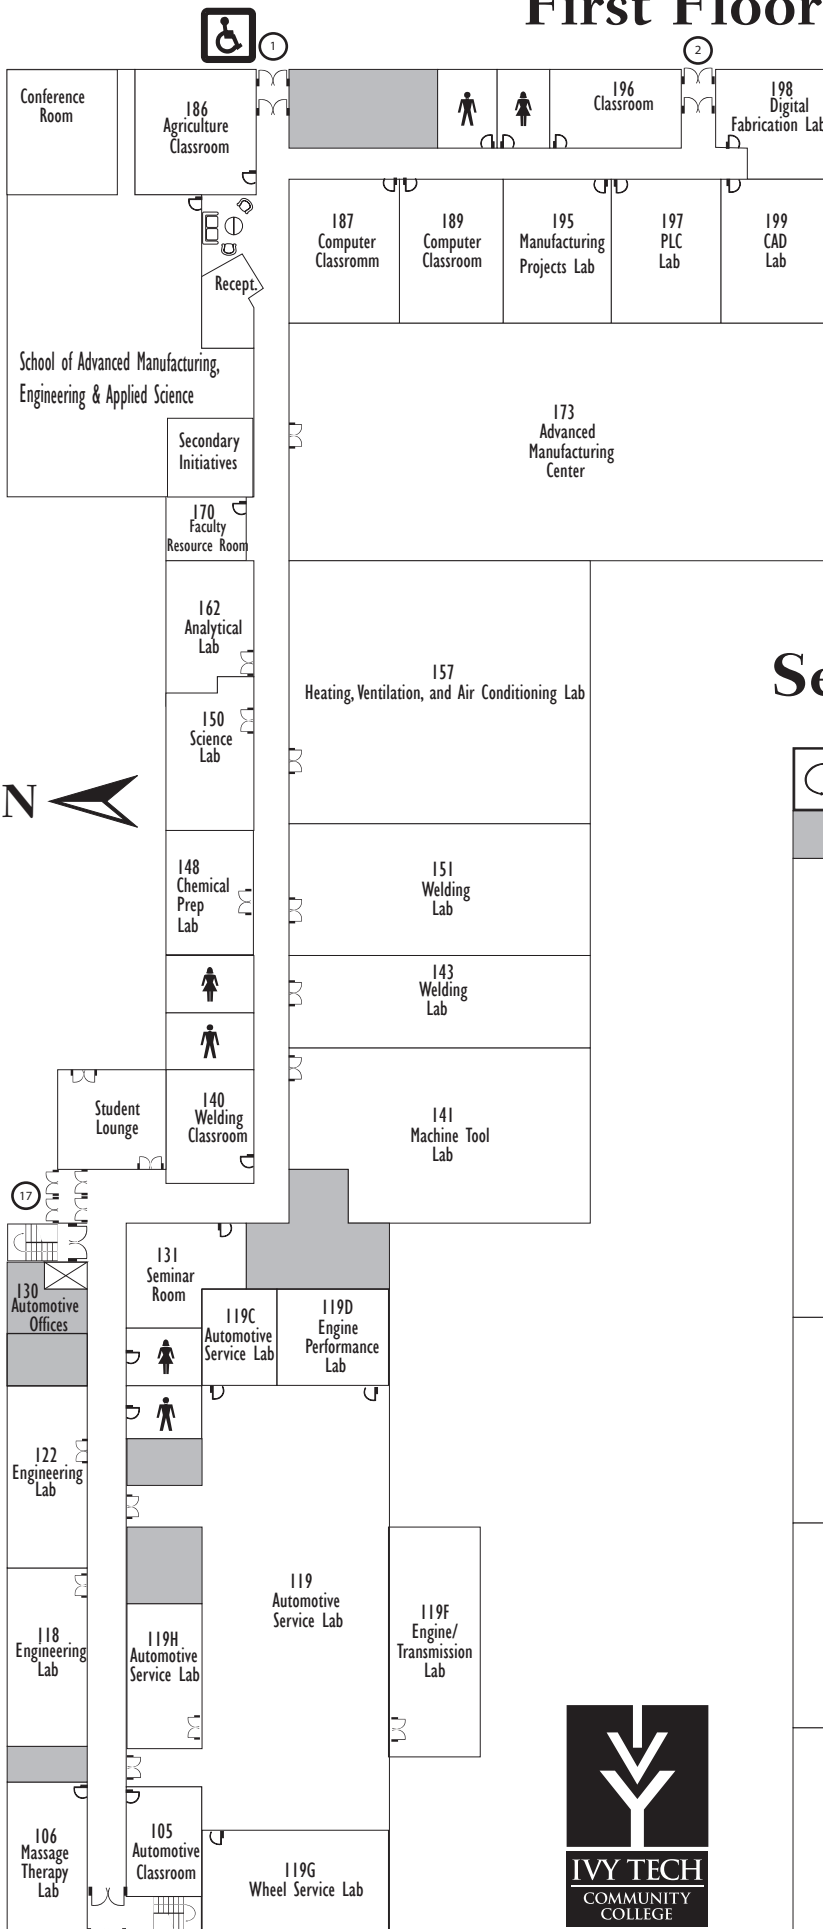 First Floor
1
2
Conference
Room
186
Agriculture
Classroom
196
Classroom
198
Digital
Fabrication Lab
187
Computer
Classromm
189
Computer
Classroom
195
Manufacturing
Projects Lab
197
PLC
Lab
199
CAD
Lab
Recept.
School of Advanced Manufacturing,
Engineering & Applied Science
173
Advanced
Manufacturing
Center
Secondary
Initiatives
170
Faculty
Resource Room
162
Analytical
Lab
157
Heating, Ventilation, and Air Conditioning Lab
150
Science
Lab
N
148
Chemical
Prep
Lab
151
Welding
Lab
143
Welding
Lab
Student
Lounge
140
Welding
Classroom
141
Machine Tool
Lab
17
131
Seminar
Room
130
Automotive
Offices
119C
Automotive
Service Lab
119D
Engine
Performance
Lab
122
Engineering
Lab
119
Automotive
Service Lab
118
Engineering
Lab
119H
Automotive
Service Lab
119F
Engine/
Transmission
Lab
106
Massage
Therapy
Lab
105
Automotive
Classroom
119G
Wheel Service Lab
IVY TECH
COMMUNITY
COLLEGE